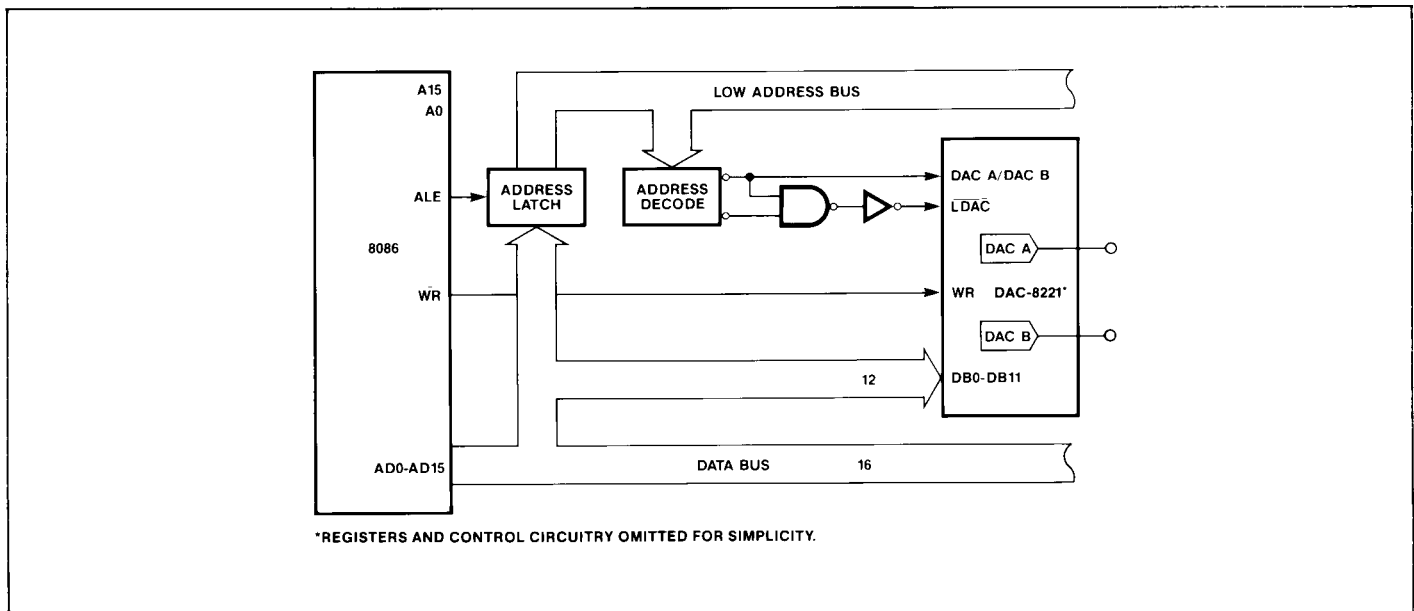 A15
A0
LOW ADDRESS BUS
ALE
ADDRESS
LATCH
ADDRESS
DECODE
DAC A/DAC B
LDAC
8086
DAC A
WR
WR DAC-8221*
DAC B
12
DB0-DB11
AD0-AD15
DATA BUS 16
*REGISTERS AND CONTROL CIRCUITRY OMITTED FOR SIMPLICITY.